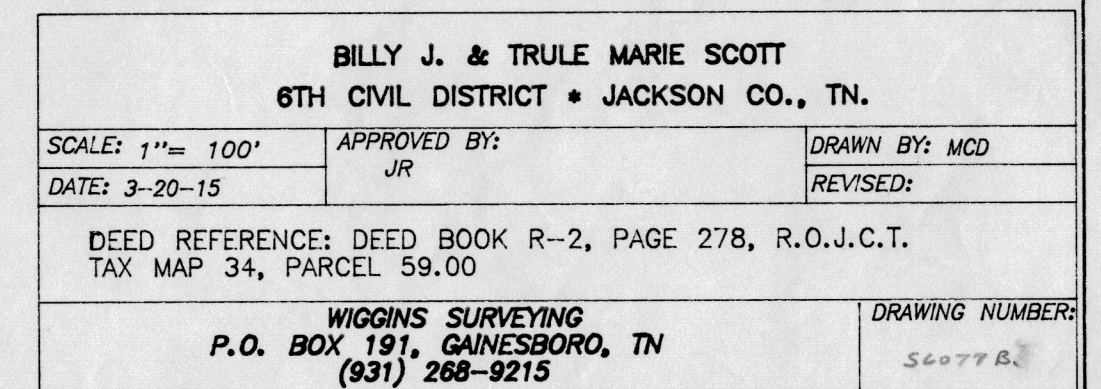 BILLY J. & TRULE MARIE SCOTT
6TH CIVIL DISTRICT * JACKSON CO., TN.
SCALE: 1"= 100'
APPROVED BY:
JR
DRAWN BY: MCD
DATE: 3-20-15
REVISED:
DEED REFERENCE: DEED BOOK R-2, PAGE 278, R.O.J.C.T.
TAX MAP 34, PARCEL 59.00
WIGGINS SURVEYING
P.O. BOX 191, GAINESBORO, TN
(931) 268-9215
DRAWING NUMBER: